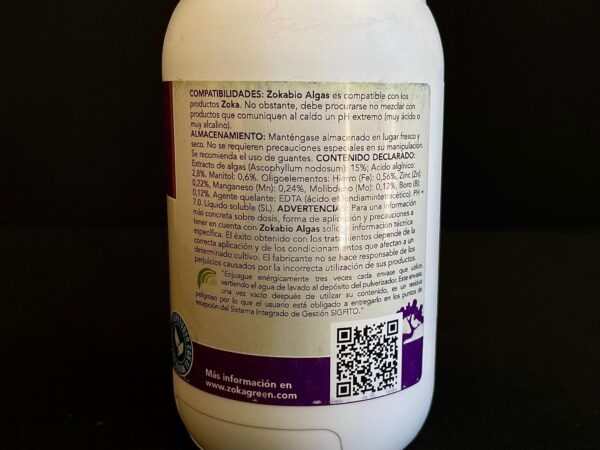 COMPATIBILIDADES: Zokabio Algas es compatible con los
productos Zoka. No obstante, debe procurarse no mezclar con
productos que comuniquen al caldo un pH extremo (muy ácido o
muy alcalino).
ALMACENAMIENTO: Manténgase almacenado en lugar fresco y
seco. No se requieren precauciones especiales en su manipulación.
Se recomienda el uso de guantes. CONTENIDO DECLARADO:
Extracto de algas (Ascophyllum nodosum), 15%; Ácido algínico:
2,8%. Manitol: 0,6%. Oligoelementos: Hierro (Fe): 0,56%, Zinc (Zn):
0,22%, Manganeso (Mn): 0,24%, Molibdeno (Mo): 0,12%, Boro (B):
0,12%. Agente quelante: EDTA (ácido etilendiamintetracético). PH =
7.0. Líquido soluble (SL). ADVERTENCIA: Para una información
más concreta sobre dosis, forma de aplicación y precauciones a
tener en cuenta con Zokabio Algas solicite información técnica
específica. El éxito obtenido con los tratamientos depende de la
correcta aplicación y de los condicionamientos que afectan a un
determinado cultivo. El fabricante no se hace responsable de los
perjuicios causados por la incorrecta utilización de sus productos.
"Enjuague enérgicamente tres veces cada envase que utilice,
vertiendo el agua de lavado al depósito del pulverizador. Este envase,
una vez vacío después de utilizar su contenido, es un residuo
peligroso por lo que el usuario está obligado a entregarlo en los puntos de
recepción del Sistema Integrado de Gestión SIGFITO."
Más información en
www.zokagreen.com